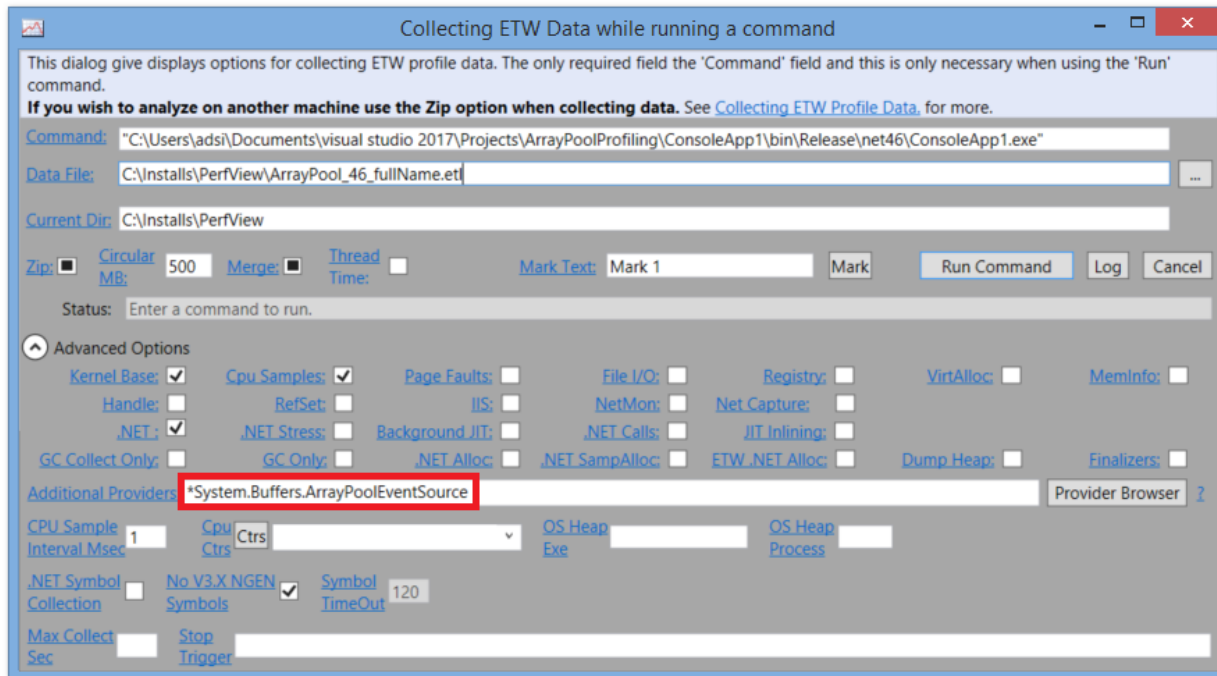 Collecting ETW Data while running a command
This dialog give displays options for collecting ETW profile data. The only required field the 'Command' field and this is only necessary when using the 'Run'
command.
If you wish to analyze on another machine use the Zip option when collecting data. See Collecting ETW Profile Data. for more.
Command: "C:\Users\adsi\Documents\visual studio 2017\Projects\ArrayPoolProfiling\ConsoleApp1\bin\Release\net46\ConsoleApp1.exe"
Data File: C:\Installs\PerfView\ArrayPool_46_fullName.etl ...
Current Dir: C:\Installs\PerfView
Zip: Circular MB: 500 Merge: Thread Time: Mark Text: Mark 1 Mark Run Command Log Cancel
Status: Enter a command to run.
Advanced Options
Kernel Base: Cpu Samples: Page Faults: File I/O: Registry: VirtAlloc: MemInfo:
Handle: RefSet: IIS: NetMon: Net Capture:
.NET : .NET Stress: Background JIT: .NET Calls: JIT Inlining:
GC Collect Only: GC Only: .NET Alloc: .NET SampAlloc: ETW .NET Alloc: Dump Heap: Finalizers:
Additional Providers: *System.Buffers.ArrayPoolEventSource Provider Browser ?
CPU Sample Interval Msec 1 Cpu Ctrs Ctrs OS Heap Exe OS Heap Process
.NET Symbol Collection No V3.X NGEN Symbols Symbol TimeOut 120
Max Collect Sec Stop Trigger